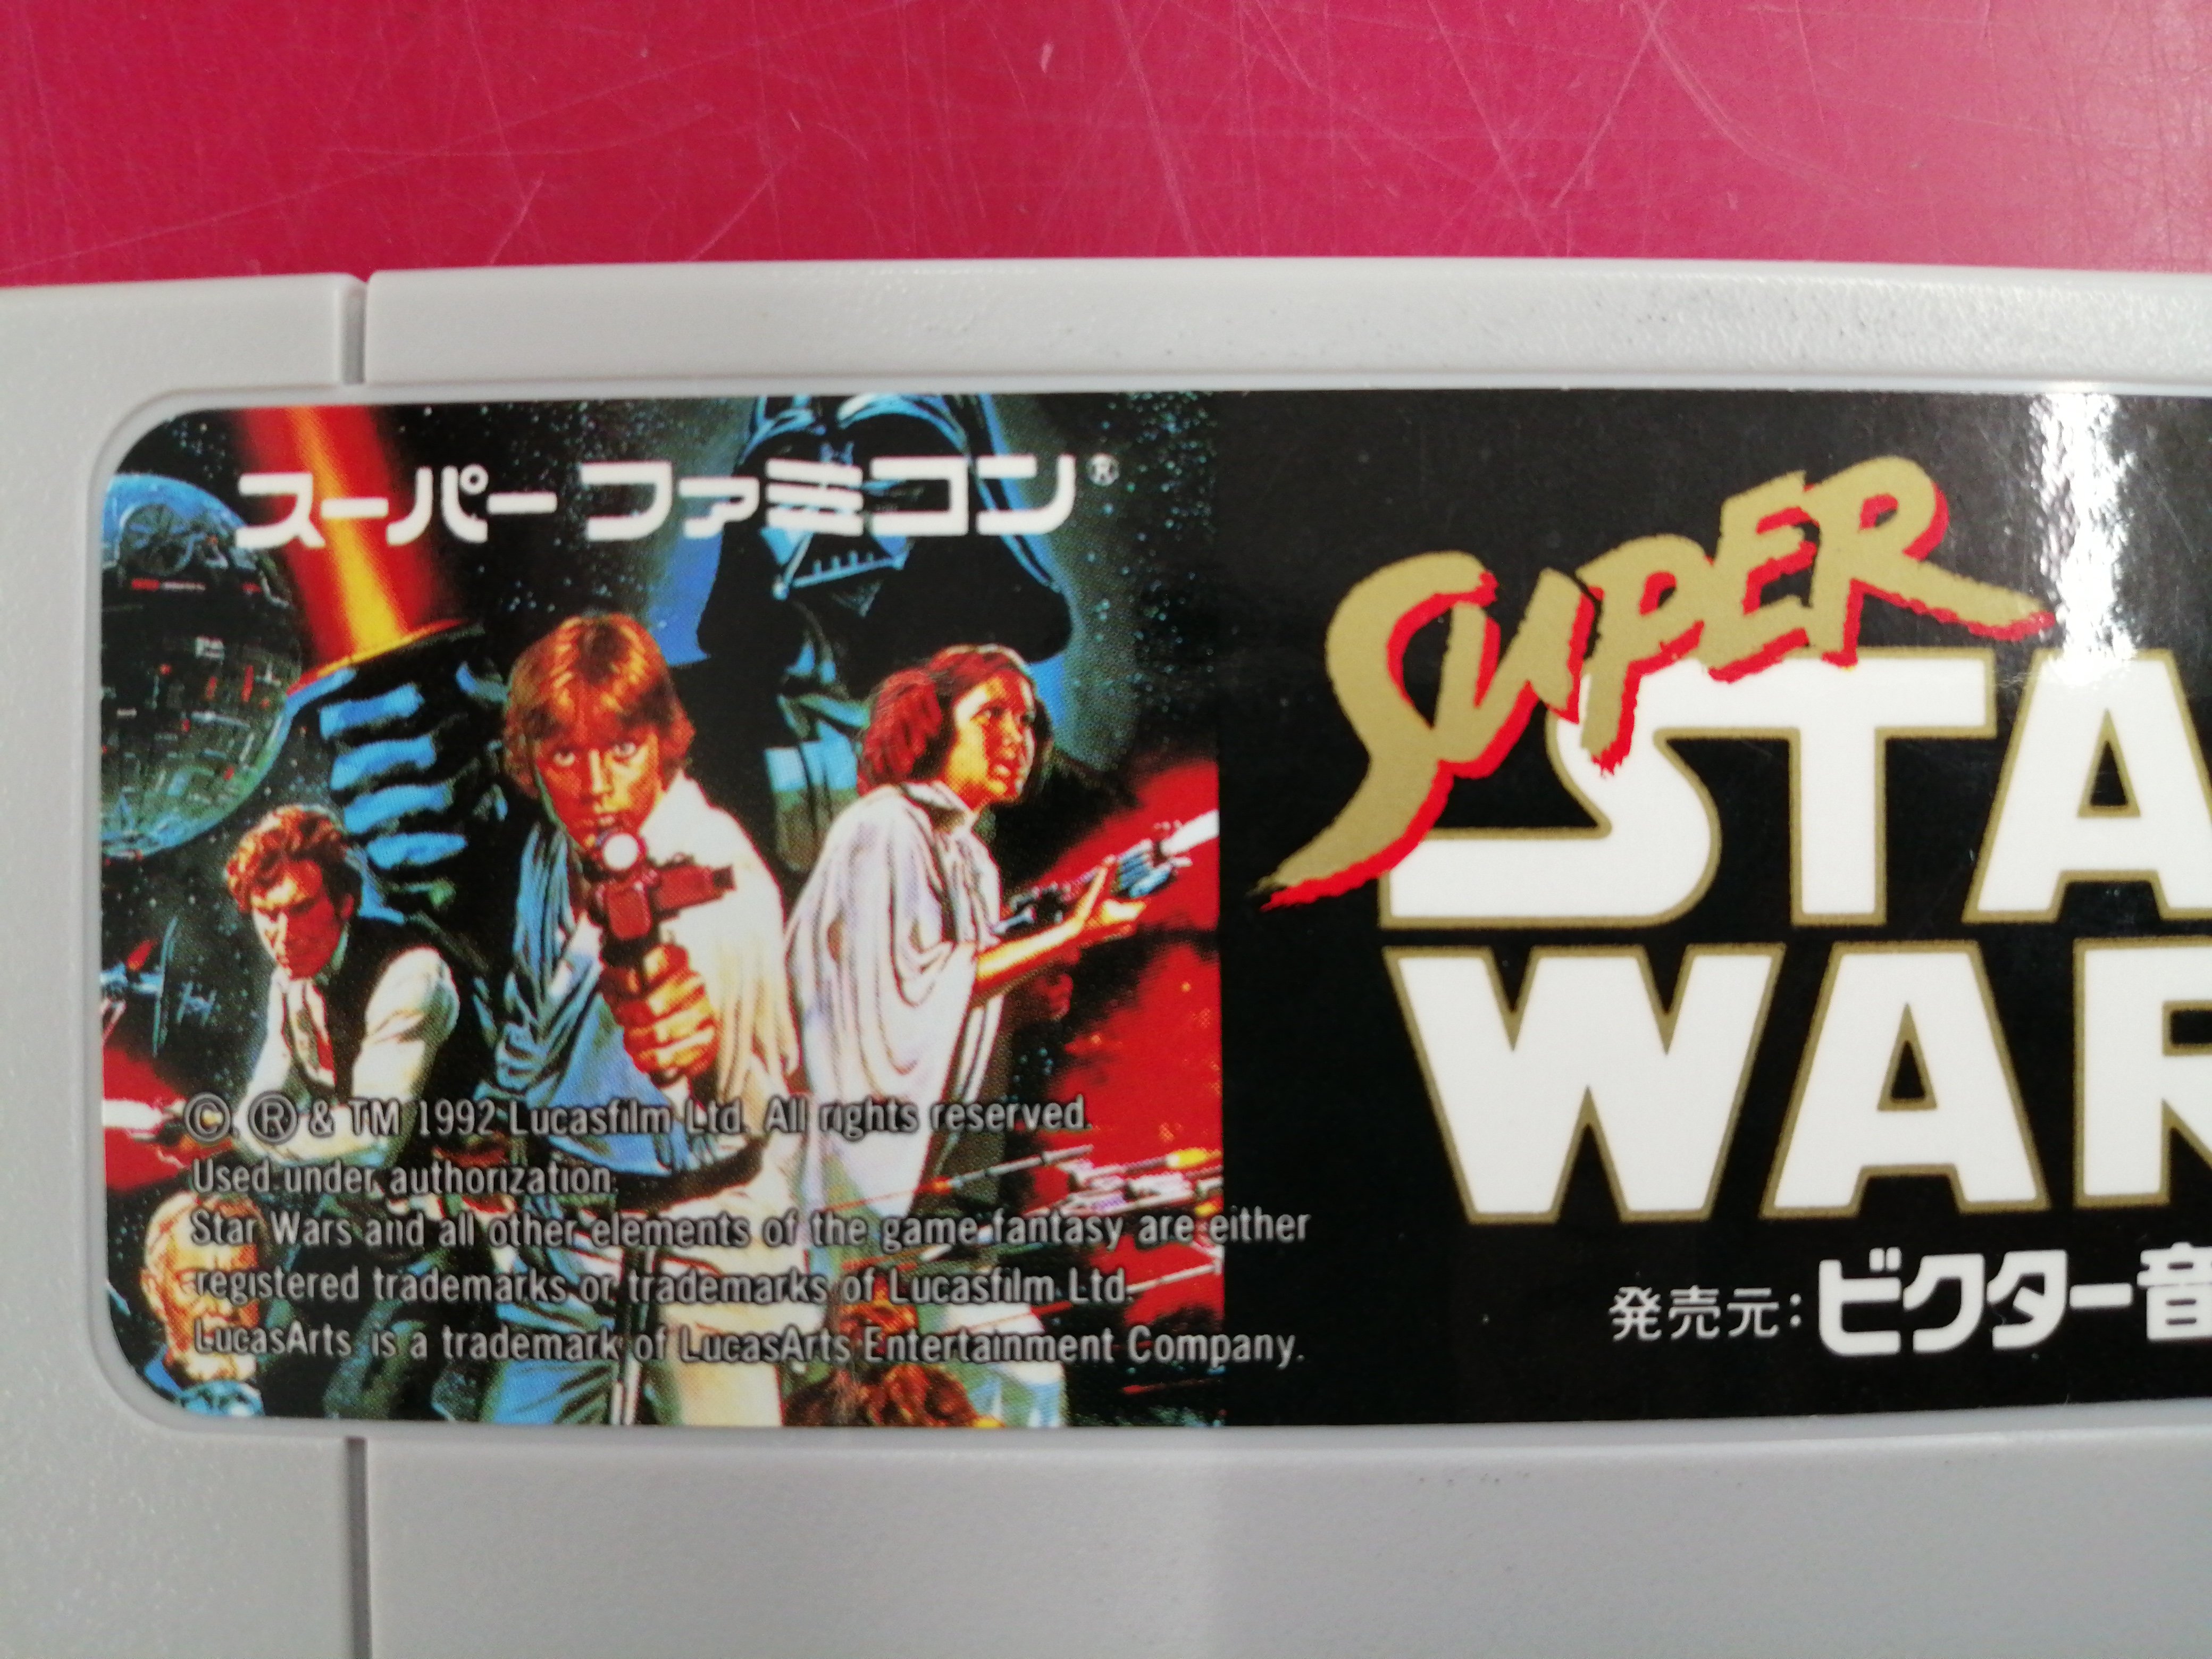 スーパーファミコン®
SUPER
STA
WAR
©, ® & TM 1992 Lucasfilm Ltd. All rights reserved.
Used under authorization.
Star Wars and all other elements of the game fantasy are either
registered trademarks or trademarks of Lucasfilm Ltd.
LucasArts is a trademark of LucasArts Entertainment Company.
発売元:ビクター音